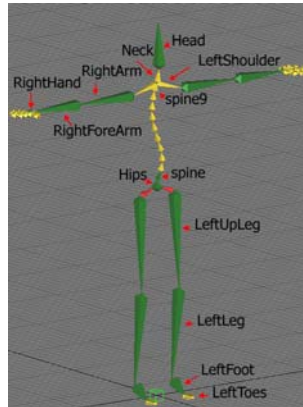 Head
Neck
LeftShoulder
RightArm
RightHand
spine9
RightForeArm
Hips
spine
LeftUpLeg
LeftLeg
LeftFoot
LeftToes